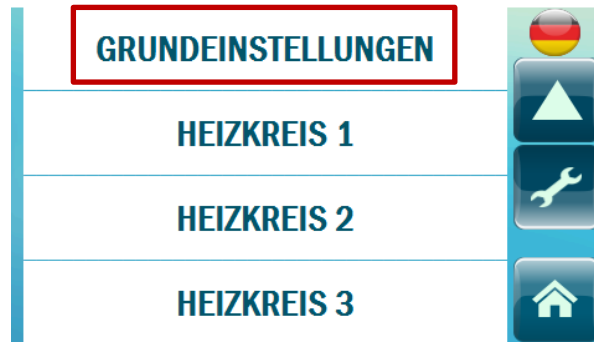 GRUNDEINSTELLUNGEN
HEIZKREIS 1
HEIZKREIS 2
HEIZKREIS 3